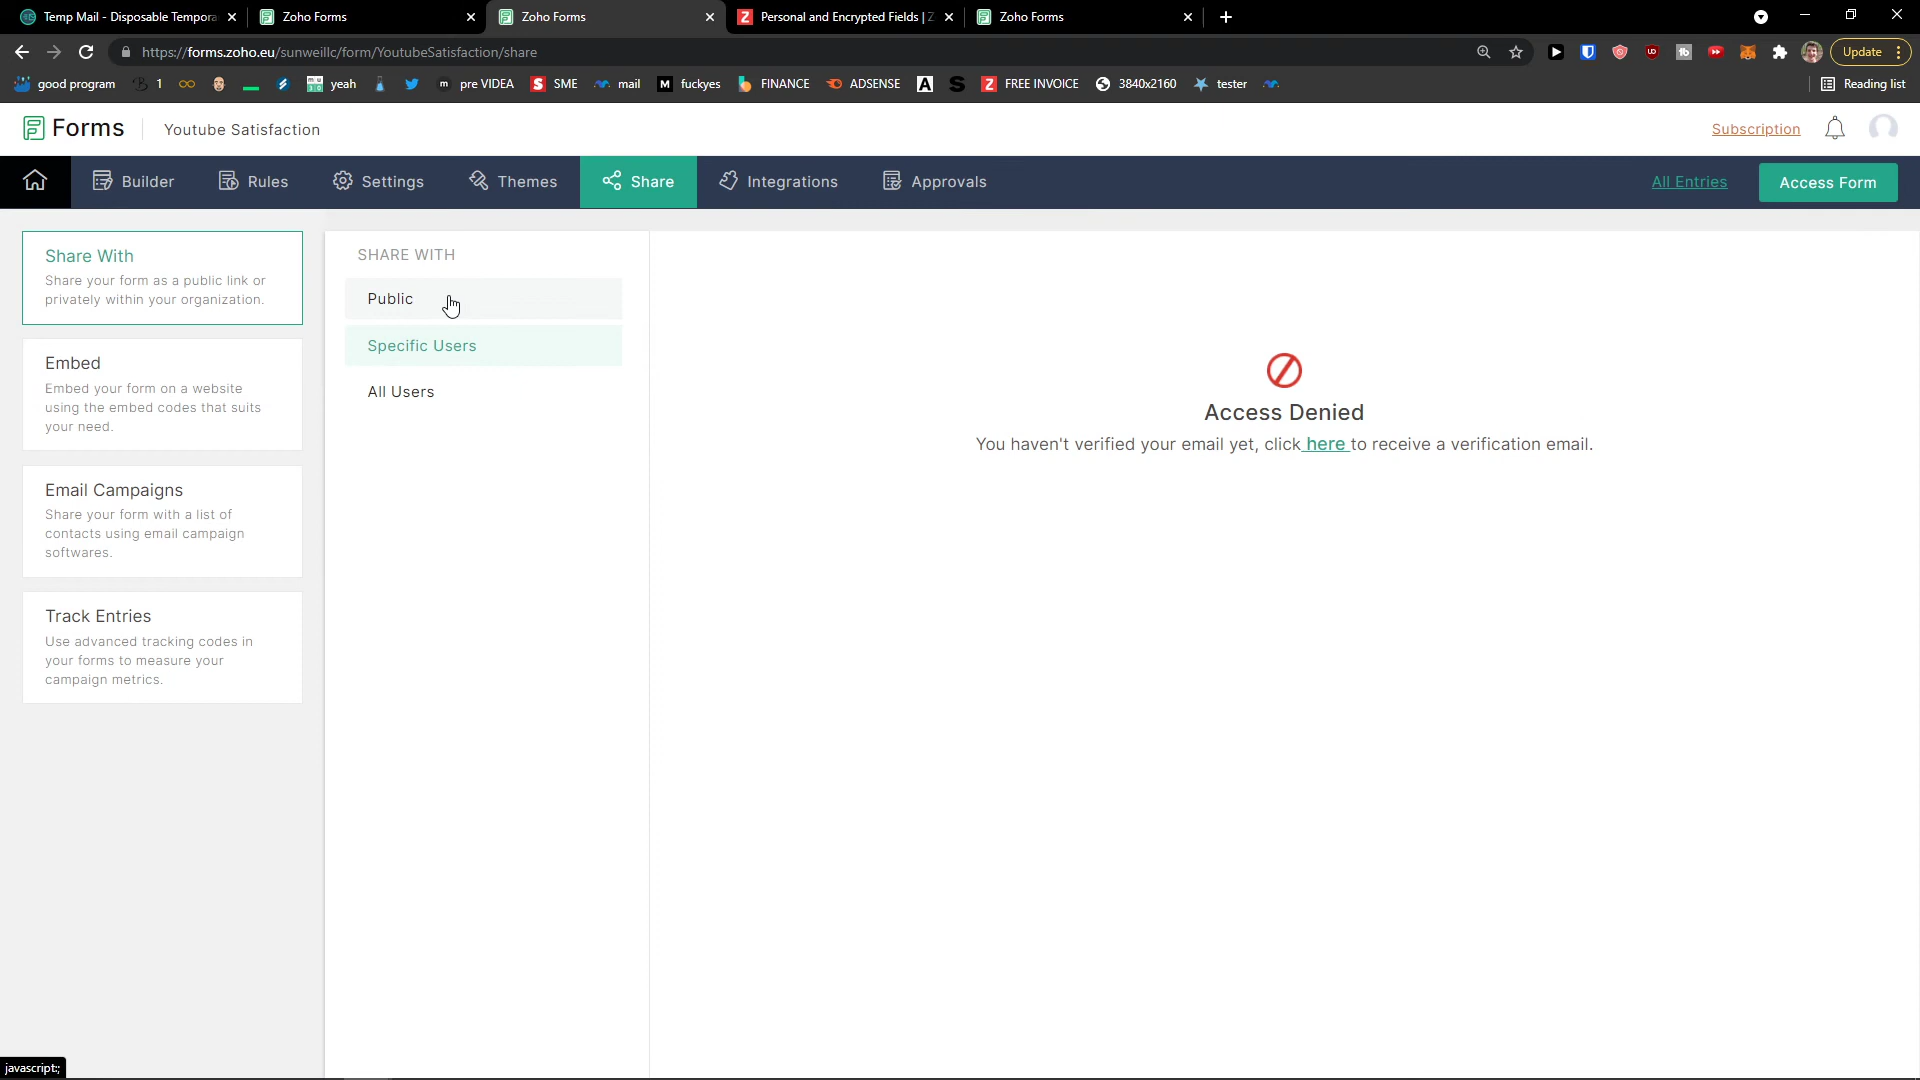 Temp Mail - Disposable Tempora
Zoho Forms
Zoho Forms
Personal and Encrypted Fields | Z
Zoho Forms
https://forms.zoho.eu/sunweillc/form/YoutubeSatisfaction/share
Update
good program
1
yeah
pre VIDEA
SME
mail
fuckyes
FINANCE
ADSENSE
FREE INVOICE
3840x2160
tester
Reading list
Forms
Youtube Satisfaction
Subscription
Builder
Rules
Settings
Themes
Share
Integrations
Approvals
All Entries
Access Form
Share With
Share your form as a public link or
privately within your organization.
Embed
Embed your form on a website
using the embed codes that suits
your need.
Email Campaigns
Share your form with a list of
contacts using email campaign
softwares.
Track Entries
Use advanced tracking codes in
your forms to measure your
campaign metrics.
SHARE WITH
Public
Specific Users
All Users
Access Denied
You haven't verified your email yet, click here to receive a verification email.
javascript:;